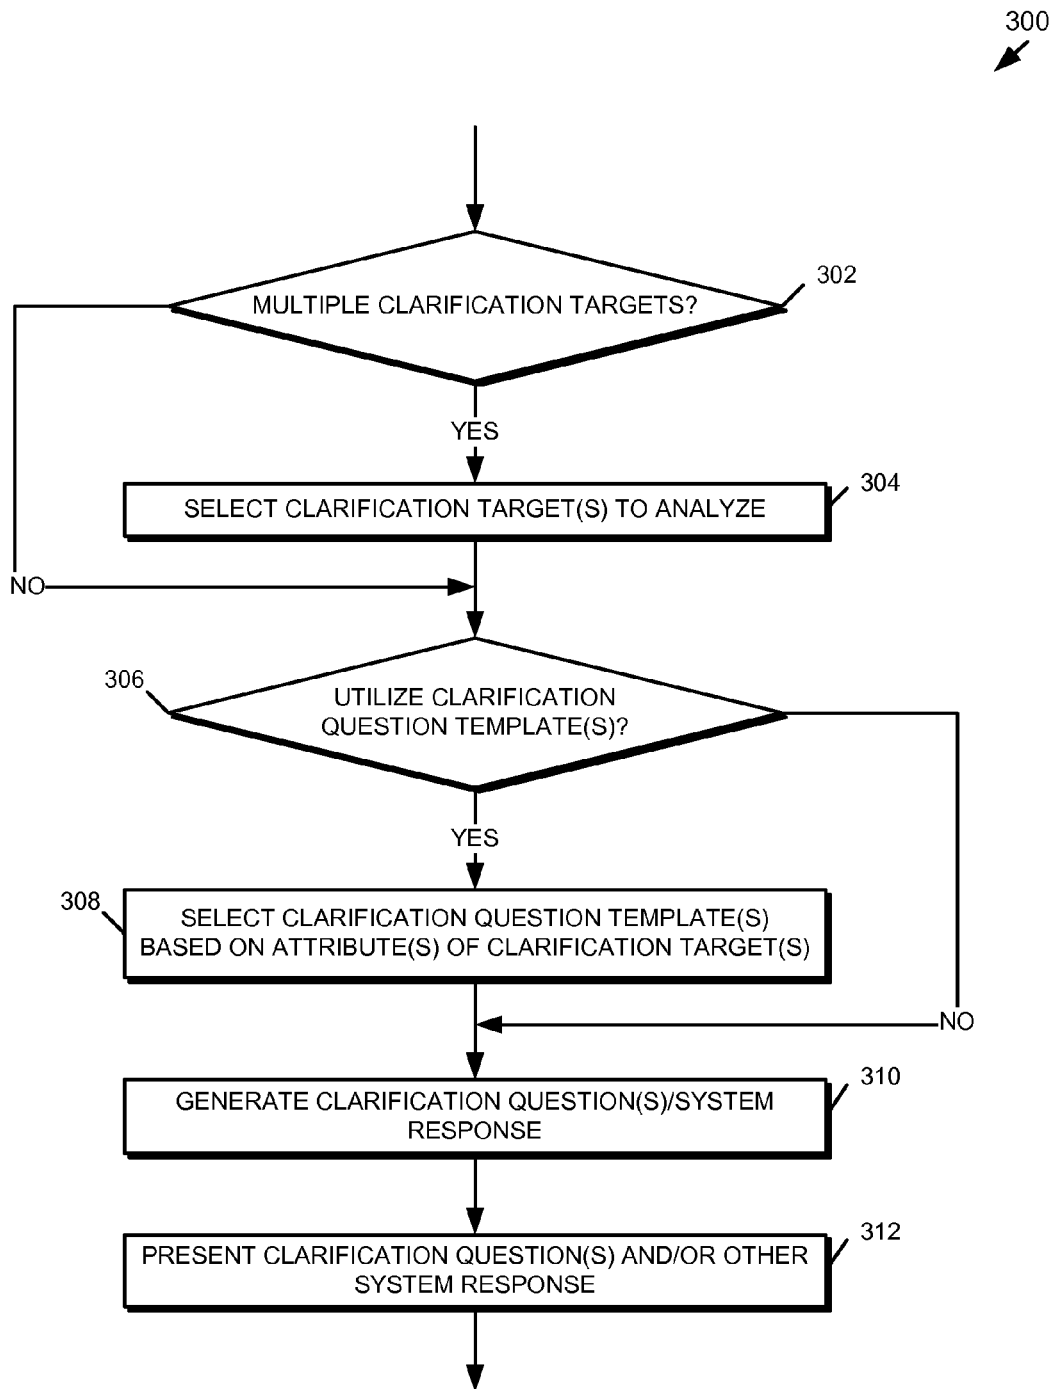 300
MULTIPLE CLARIFICATION TARGETS?
302
YES
SELECT CLARIFICATION TARGET(S) TO ANALYZE
304
NO
306
UTILIZE CLARIFICATION
QUESTION TEMPLATE(S)?
YES
308
SELECT CLARIFICATION QUESTION TEMPLATE(S)
BASED ON ATTRIBUTE(S) OF CLARIFICATION TARGET(S)
NO
GENERATE CLARIFICATION QUESTION(S)/SYSTEM
RESPONSE
310
PRESENT CLARIFICATION QUESTION(S) AND/OR OTHER
SYSTEM RESPONSE
312